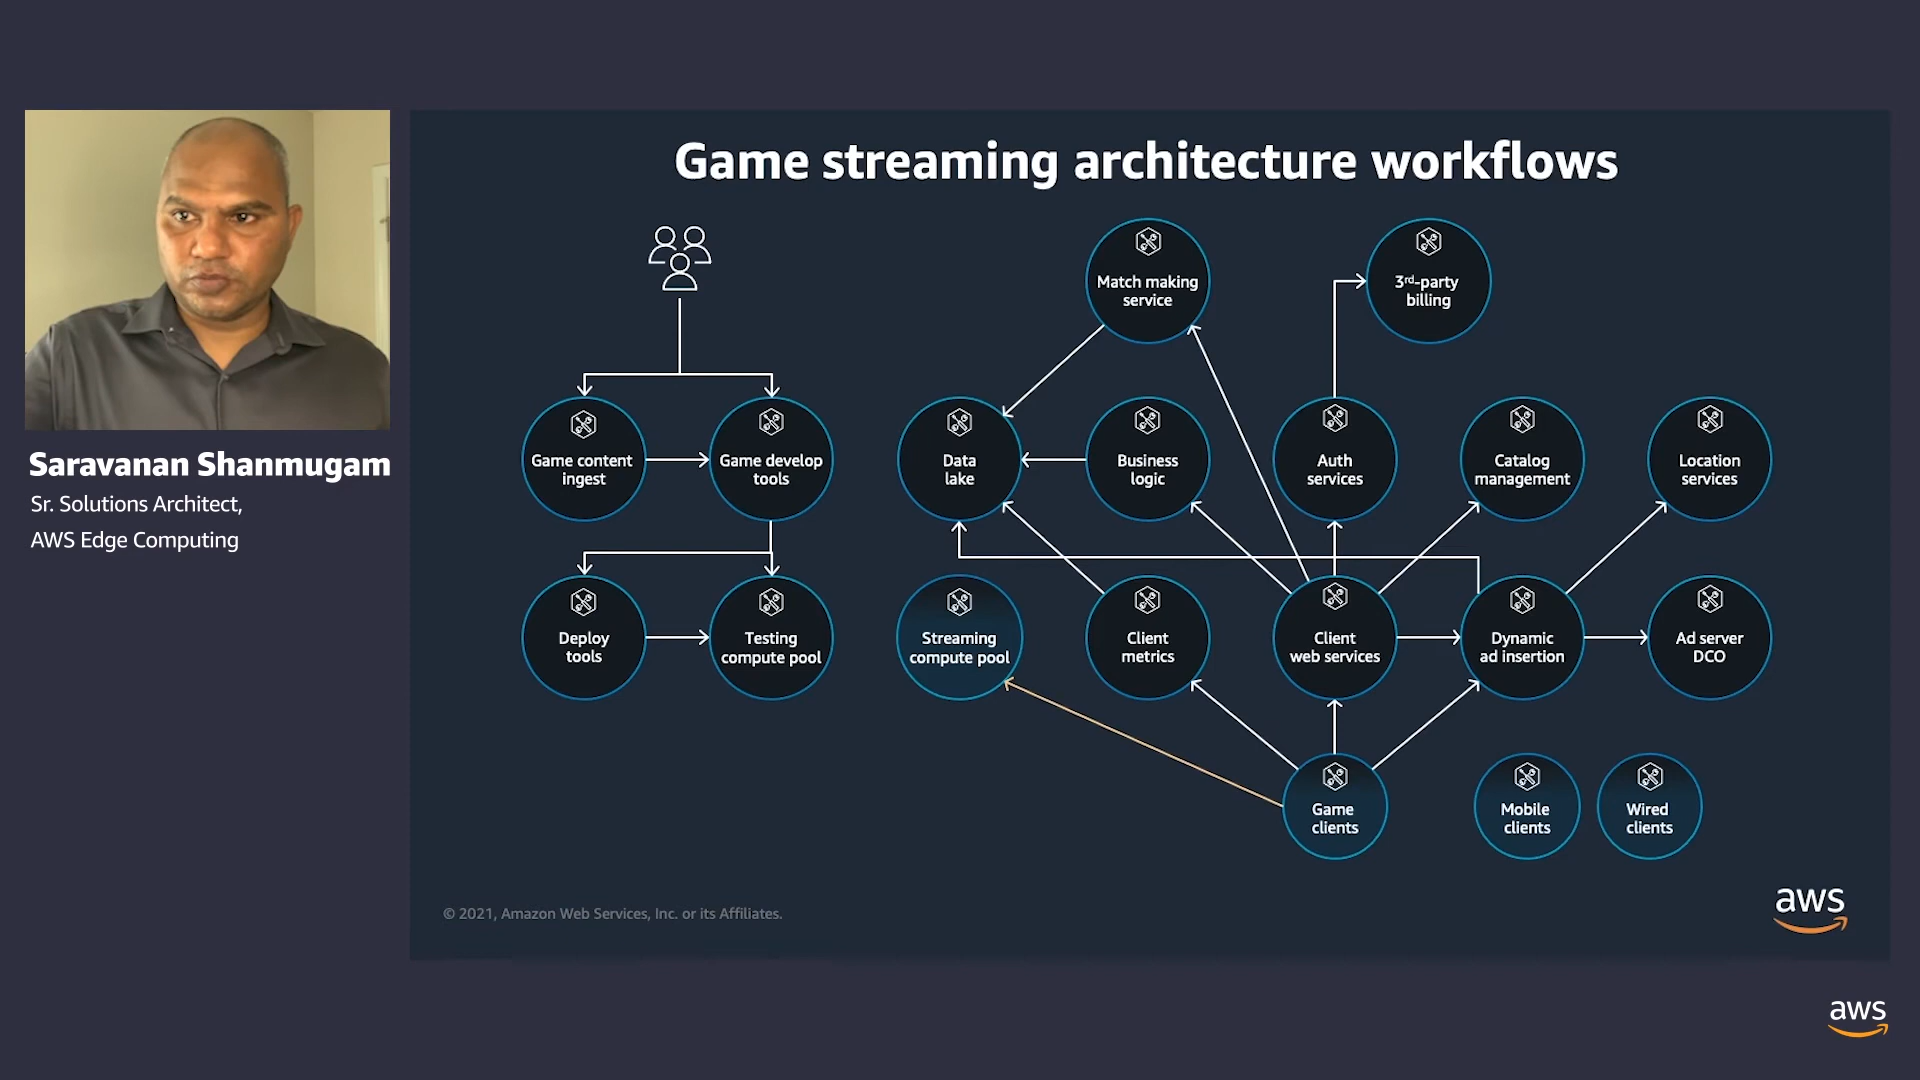 Game streaming architecture workflows
Saravanan Shanmugam
Sr. Solutions Architect,
AWS Edge Computing
Match making
service
3rd-party
billing
Game content
ingest
Game develop
tools
Data
lake
Business
logic
Auth
services
Catalog
management
Location
services
Deploy
tools
Testing
compute pool
Streaming
compute pool
Client
metrics
Client
web services
Dynamic
ad insertion
Ad server
DCO
Game
clients
Mobile
clients
Wired
clients
© 2021, Amazon Web Services, Inc. or its Affiliates.
aws
aws